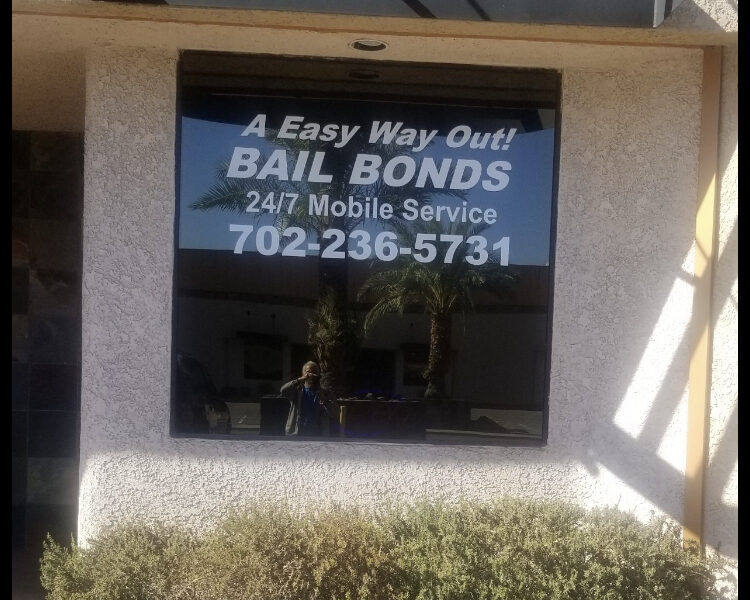 A Easy Way Out!
BAIL BONDS
24/7 Mobile Service
702-236-5731